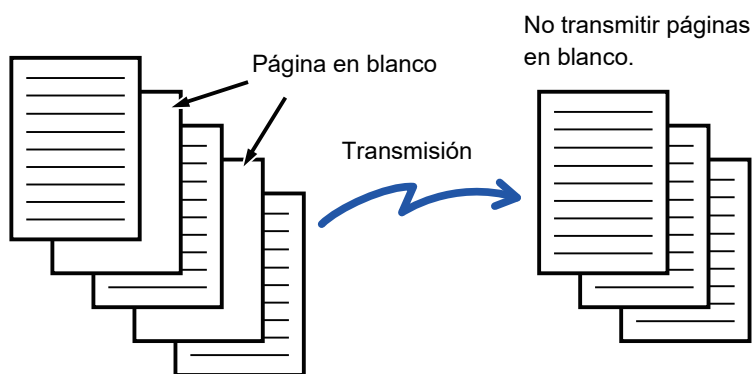 No transmitir páginas
en blanco.
Página en blanco
Transmisión